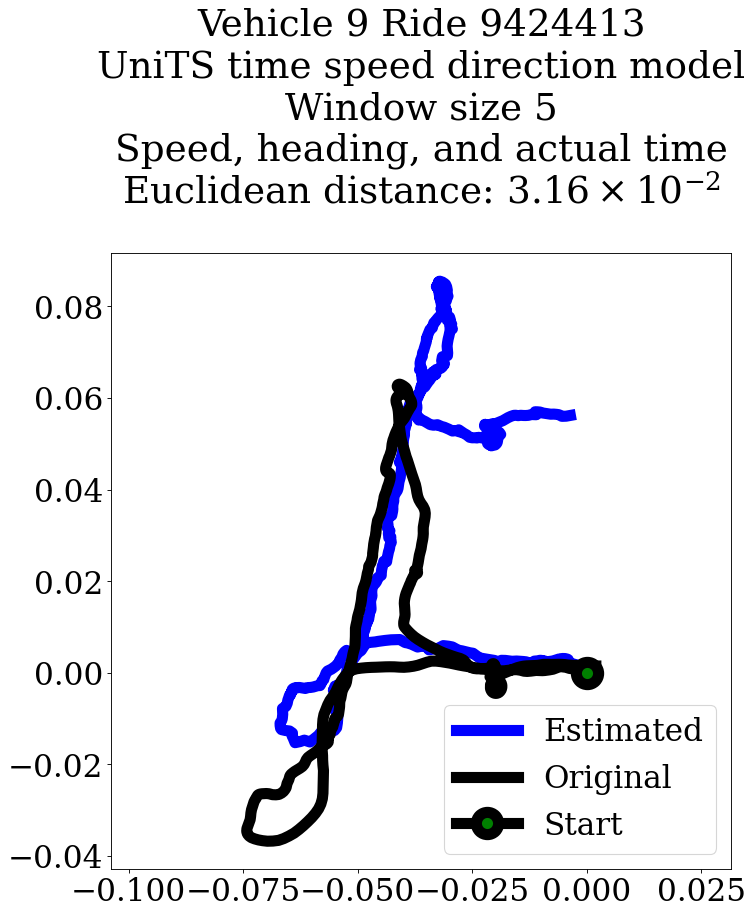 Vehicle 9 Ride 9424413
UniTS time speed direction model
Window size 5
Speed, heading, and actual time
Euclidean distance: 3.16 × 10⁻²
0.08
0.06
0.04
0.02
0.00
−0.02
−0.04
Estimated
Original
Start
−0.100 −0.075 −0.050 −0.025 0.000 0.025